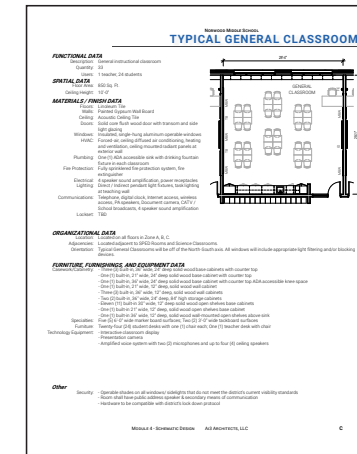 NORWOOD MIDDLE SCHOOL
TYPICAL GENERAL CLASSROOM
FUNCTIONAL DATA
Description: General instructional classroom
Quantity: 33
Users: 1 teacher, 24 students
SPATIAL DATA
Floor Area: 950 Sq. Ft.
Ceiling Height: 10'-0"
GENERAL
CLASSROOM
MATERIALS / FINISH DATA
Floors: Linoleum Tile
Walls: Painted Gypsum Wall Board
Ceiling: Acoustic Ceiling Tile
Doors: Solid core flush wood door with transom and side
light glazing
Windows: Insulated, single-hung aluminum operable windows
HVAC: Forced air, ceiling diffuser air conditioning, heating
and ventilation, ceiling mounted radiant panels at
exterior wall
Plumbing: One (1) ADA accessible sink with drinking fountain
fixture in each classroom
Fire Protection: Fully sprinklered fire protection system, fire
extinguisher
Electrical: 4 speaker sound amplification, Power
Lighting: Direct / Indirect pendant light fixtures, task lighting
at teaching wall
Communications: Telephone, digital clock, Internet access, wireless
access, PA speakers, Document camera, CATV /
School broadcasts, 4 speaker sound amplification
Lockset: TBD
ORGANIZATIONAL DATA
Location: Located on all floors in Zone A, B, C.
Adjacencies: Located adjacent to SPED Rooms and Science Classrooms
Orientation: Typical General Classrooms will be off of the North-South axis. All windows will include appropriate light filtering and/or blocking
devices.
FURNITURE, FURNISHINGS, AND EQUIPMENT DATA
Casework/Cabinetry: - Three (3) built-in, 36" wide, 24" deep solid wood base cabinets with counter top
- One (1) built-in, 21" wide, 24" deep solid wood base cabinet with counter top
- One (1) built-in, 36" wide, 24" deep solid wood base cabinet with counter top ADA accessible knee space
- One (1) built-in, 21" wide, 12" deep, solid wood wall cabinet
- Three (3) built-in, 36" wide, 12" deep, solid wood wall cabinets
- Two (2) built-in, 36" wide, 24" deep, 84" high storage cabinets
- Eleven (11) built-in 30" wide, 12" deep solid wood open shelves base cabinets
- One (1) built-in 21" wide, 12" deep, solid wood open shelves base cabinet
- One (1) built-in 36" wide, 12" deep, solid wood wall-mounted open shelves above sink
Specialties: Five (5) 6'-0" wide marker board surfaces; Two (2) 3'-0" wide tackboard surfaces
Furniture: Twenty-four (24) student desks with one (1) chair each, One (1) teacher desk with chair
Technology Equipment: - Interactive classroom display
- Presentation camera
- Amplified voice system with two (2) microphones and up to four (4) ceiling speakers
Other
Security: - Operable shades on all windows/ sidelights that do not meet the district's current visibility standards
- Room shall have public address speaker & secondary means of communication
- Hardware to be compatible with district's lock down protocol
MODULE 4 - SCHEMATIC DESIGN AI3 ARCHITECTS, LLC C